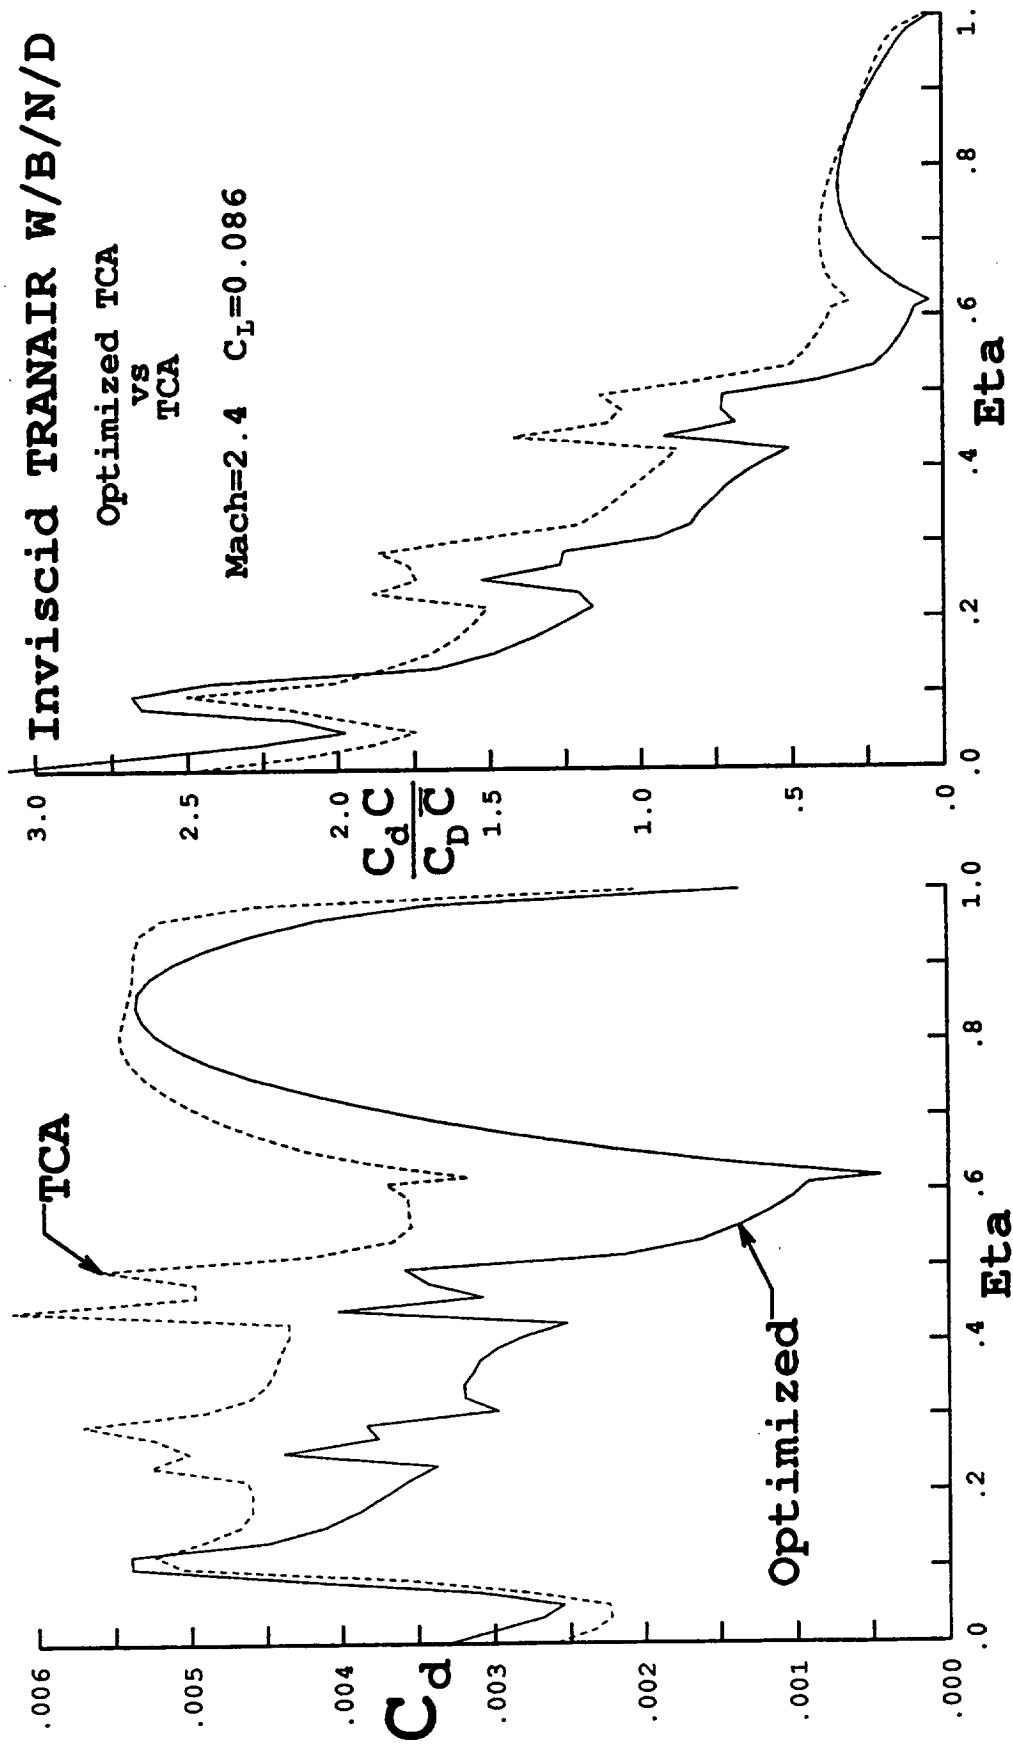 Inviscid TRANAIR W/B/N/D
Optimized TCA
vs
TCA
Mach=2.4 C_L=0.086
.006
.005
.004
.003
.002
.001
.000
C_d
.0
.2
.4
.6
.8
1.0
Eta
TCA
Optimized
3.0
2.5
2.0
1.5
1.0
.5
.0
C_d C
C_D C̅
.0
.2
.4
.6
.8
1.
Eta